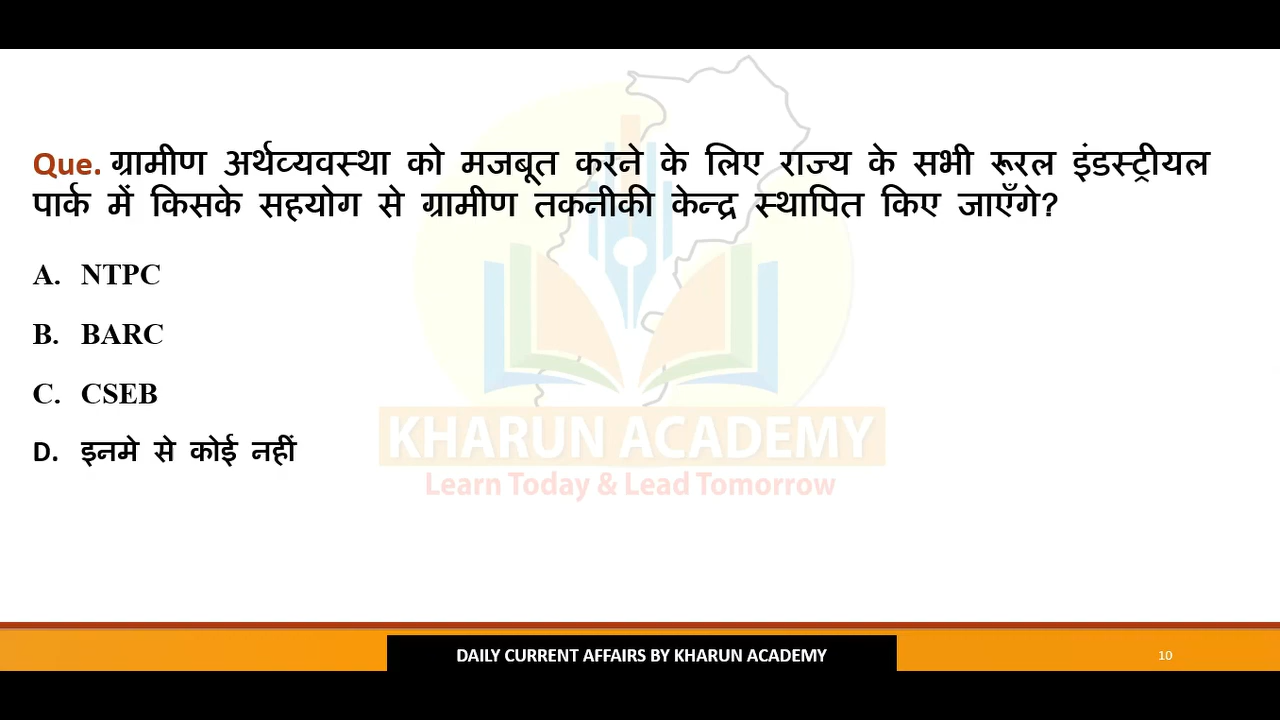 Que. ग्रामीण अर्थव्यवस्था को मजबूत करने के लिए राज्य के सभी रूरल इंडस्ट्रीयल
पार्क में किसके सहयोग से ग्रामीण तकनीकी केन्द्र स्थापित किए जाएँगे?
A. NTPC
B. BARC
C. CSEB
D. इनमे से कोई नहीं
KHARUN ACADEMY
Learn Today & Lead Tomorrow
DAILY CURRENT AFFAIRS BY KHARUN ACADEMY
10